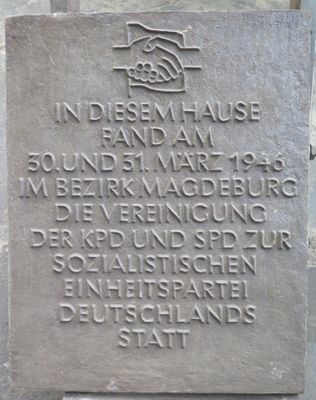 IN DIESEM HAUSE
FAND AM
30. UND 31. MÄRZ 1946
IM BEZIRK MAGDEBURG
DIE VEREINIGUNG
DER KPD UND SPD ZUR
SOZIALISTISCHEN
EINHEITSPARTEI
DEUTSCHLANDS
STATT